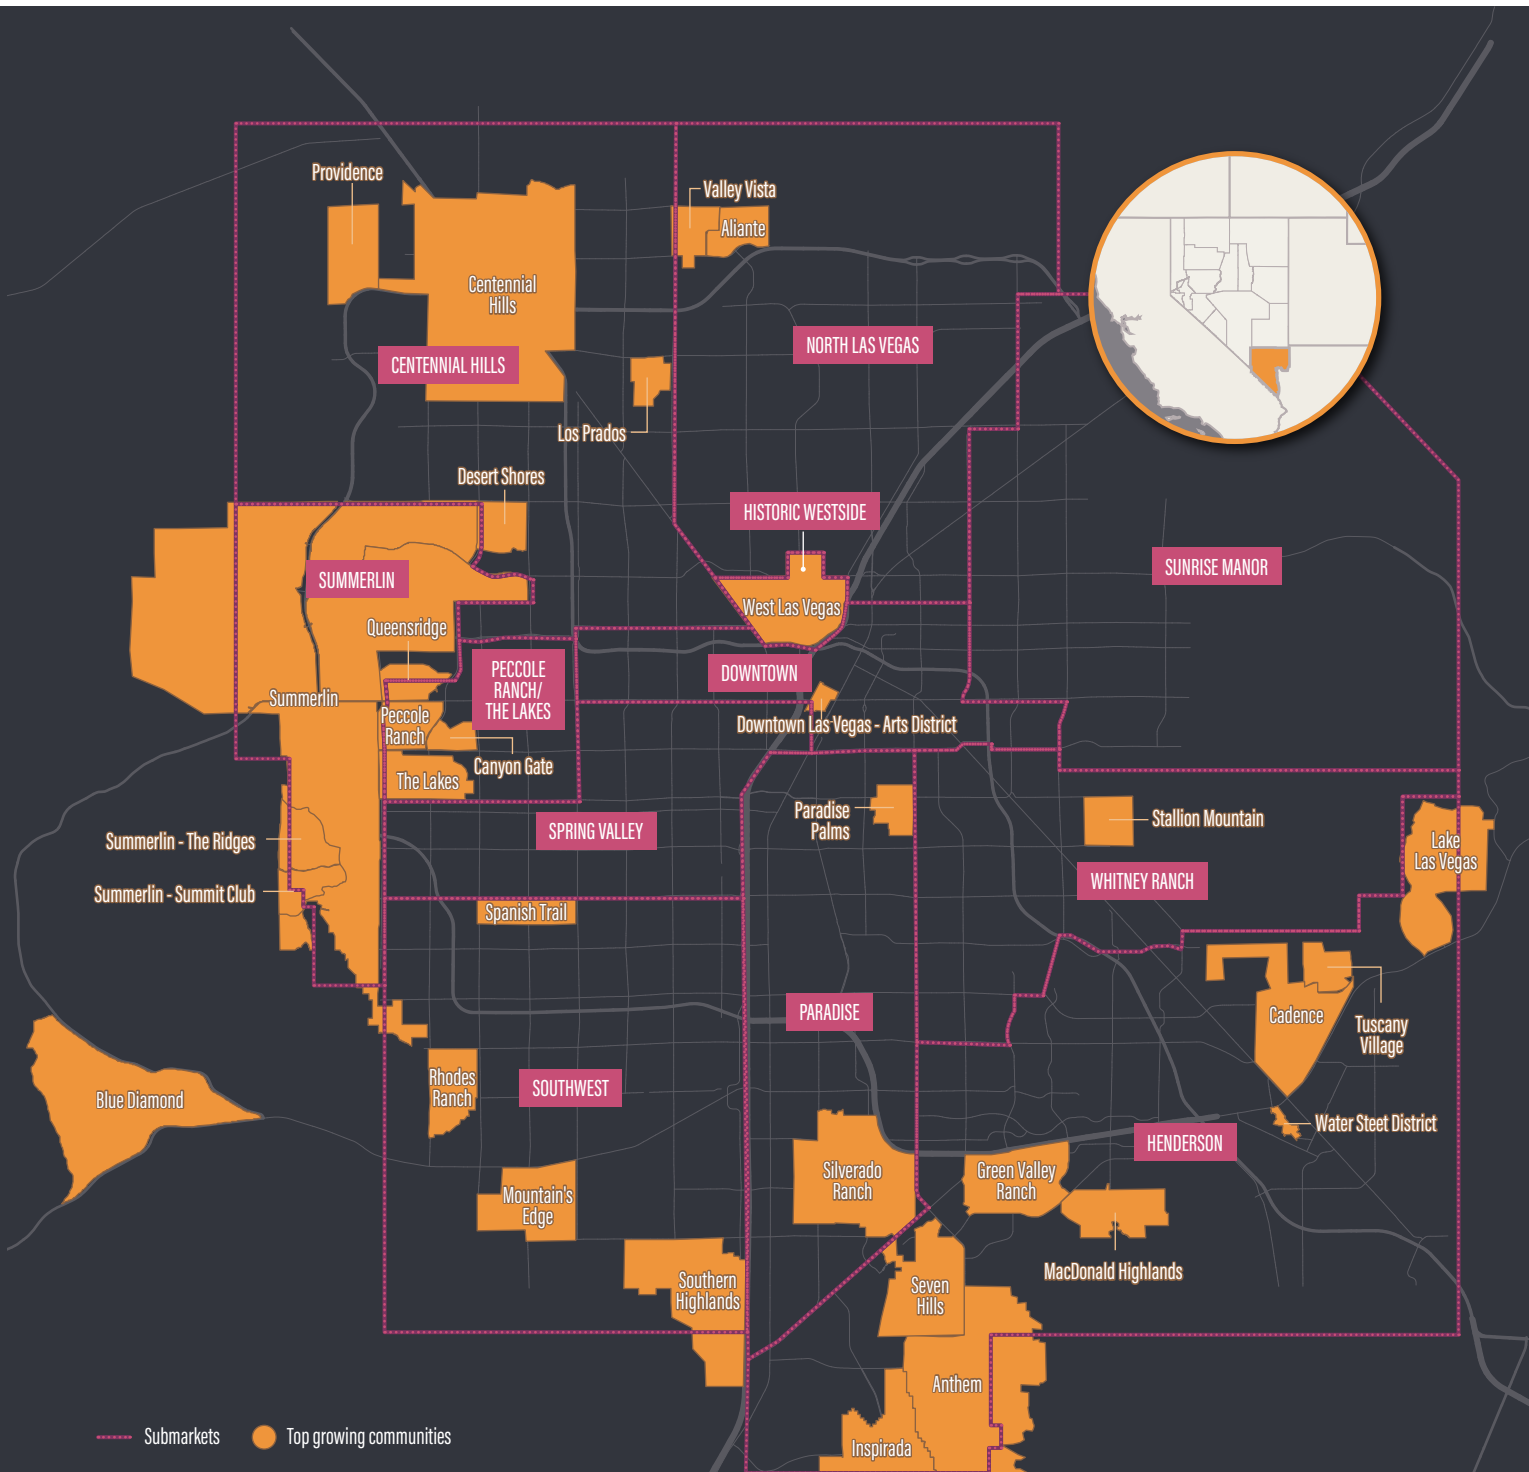 Providence
Valley Vista
Aliante
Centennial
Hills
NORTH LAS VEGAS
CENTENNIAL HILLS
Los Prados
Desert Shores
HISTORIC WESTSIDE
SUNRISE MANOR
SUMMERLIN
West Las Vegas
Queensridge
PECCOLE
RANCH/
THE LAKES
DOWNTOWN
Summerlin
Peccole
Ranch
Downtown Las Vegas - Arts District
Canyon Gate
The Lakes
Paradise
Palms
Stallion Mountain
SPRING VALLEY
Summerlin - The Ridges
Lake
Las Vegas
WHITNEY RANCH
Summerlin - Summit Club
Spanish Trail
PARADISE
Cadence
Tuscany
Village
Rhodes
Ranch
SOUTHWEST
Blue Diamond
Water Steet District
HENDERSON
Silverado
Ranch
Green Valley
Ranch
Mountain's
Edge
MacDonald Highlands
Southern
Highlands
Seven
Hills
Anthem
Inspirada
Submarkets
Top growing communities